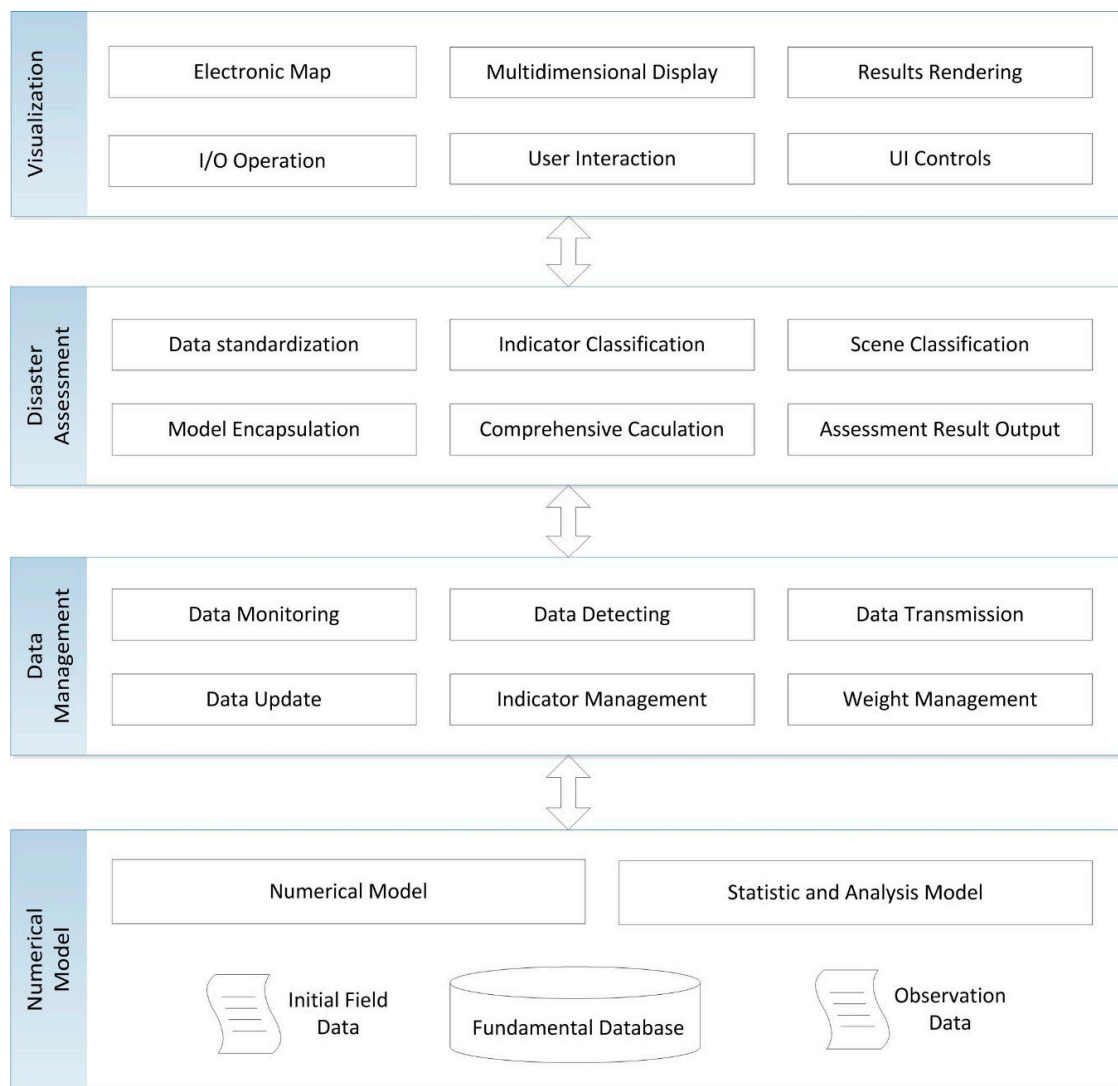 Visualization
Electronic Map
Multidimensional Display
Results Rendering
I/O Operation
User Interaction
UI Controls
Disaster
Assessment
Data standardization
Indicator Classification
Scene Classification
Model Encapsulation
Comprehensive Caculation
Assessment Result Output
Data
Management
Data Monitoring
Data Detecting
Data Transmission
Data Update
Indicator Management
Weight Management
Numerical
Model
Numerical Model
Statistic and Analysis Model
Initial Field
Data
Fundamental Database
Observation
Data